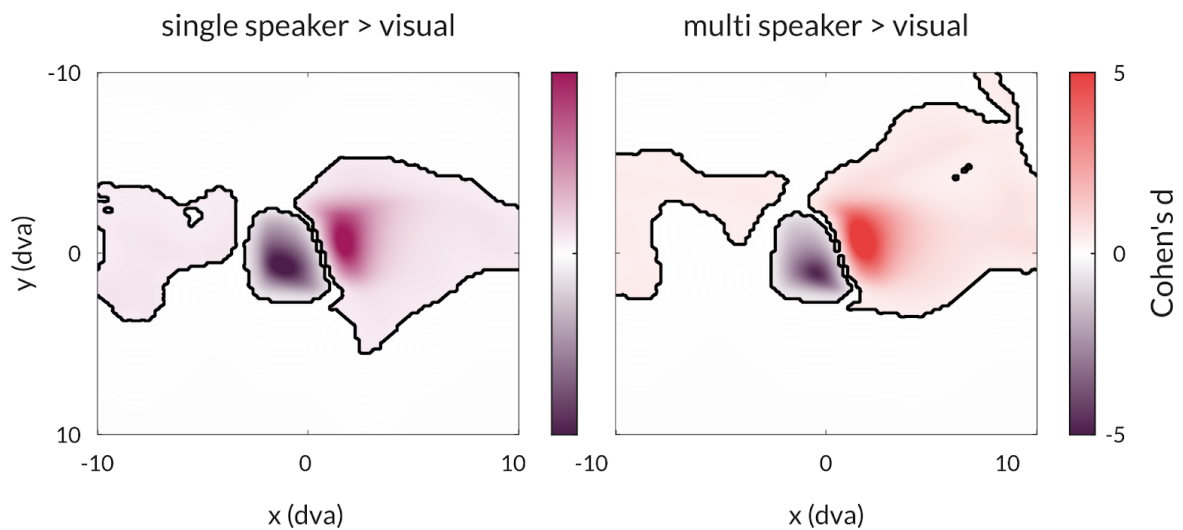 single speaker > visual
multi speaker > visual
-10
0
10
y (dva)
-10
0
10
x (dva)
-10
0
10
x (dva)
5
0
-5
Cohen's d